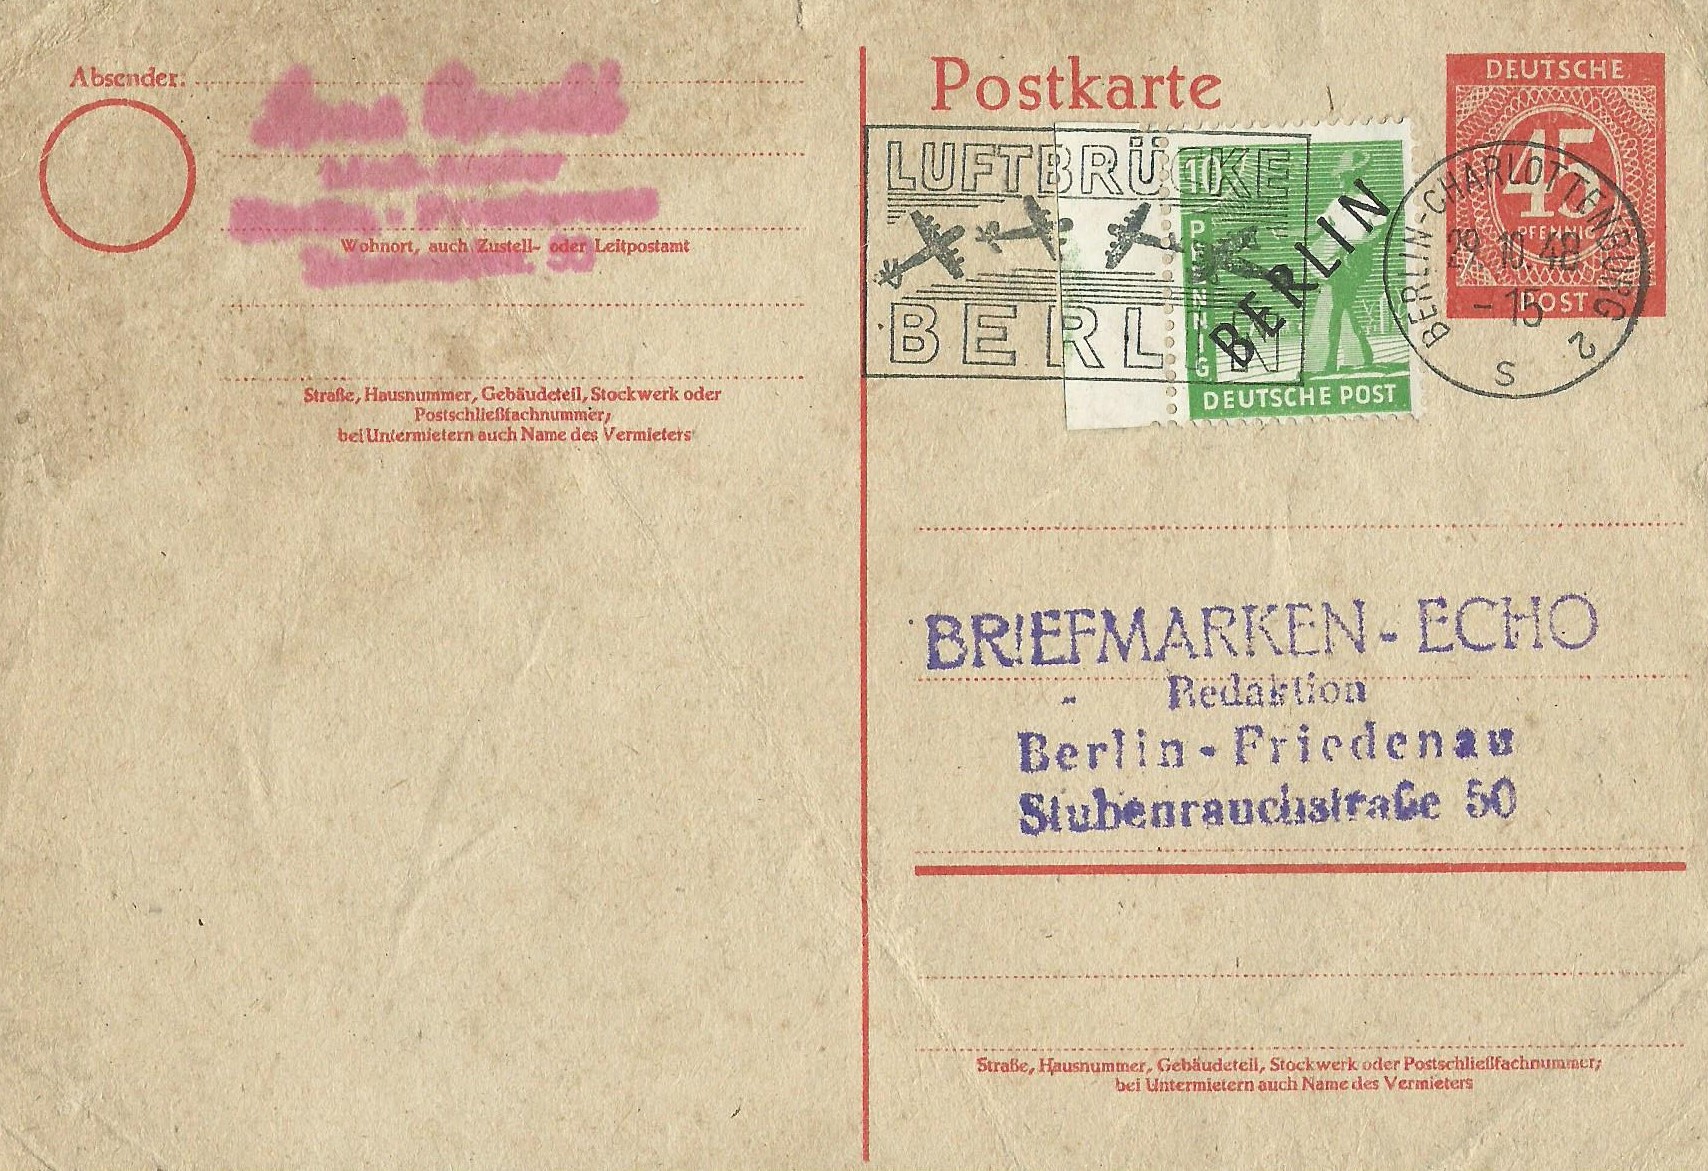 Absender:
Wohnort, auch Zustell- oder Leitpostamt
Straße, Hausnummer, Gebäudeteil, Stockwerk oder
Postschließfachnummer;
bei Untermietern auch Name des Vermieters
Postkarte
LUFTBRÜCKE
BERLIN
10
PFENNIG
BERLIN
DEUTSCHE POST
DEUTSCHE
45
PFENNIG
POST
BERLIN-CHARLOTTENBURG 2
29.10.48
-15
S
BRIEFMARKEN-ECHO
Redaktion
Berlin-Friedenau
Stubenrauchstraße 50
Straße, Hausnummer, Gebäudeteil, Stockwerk oder Postschließfachnummer;
bei Untermietern auch Name des Vermieters